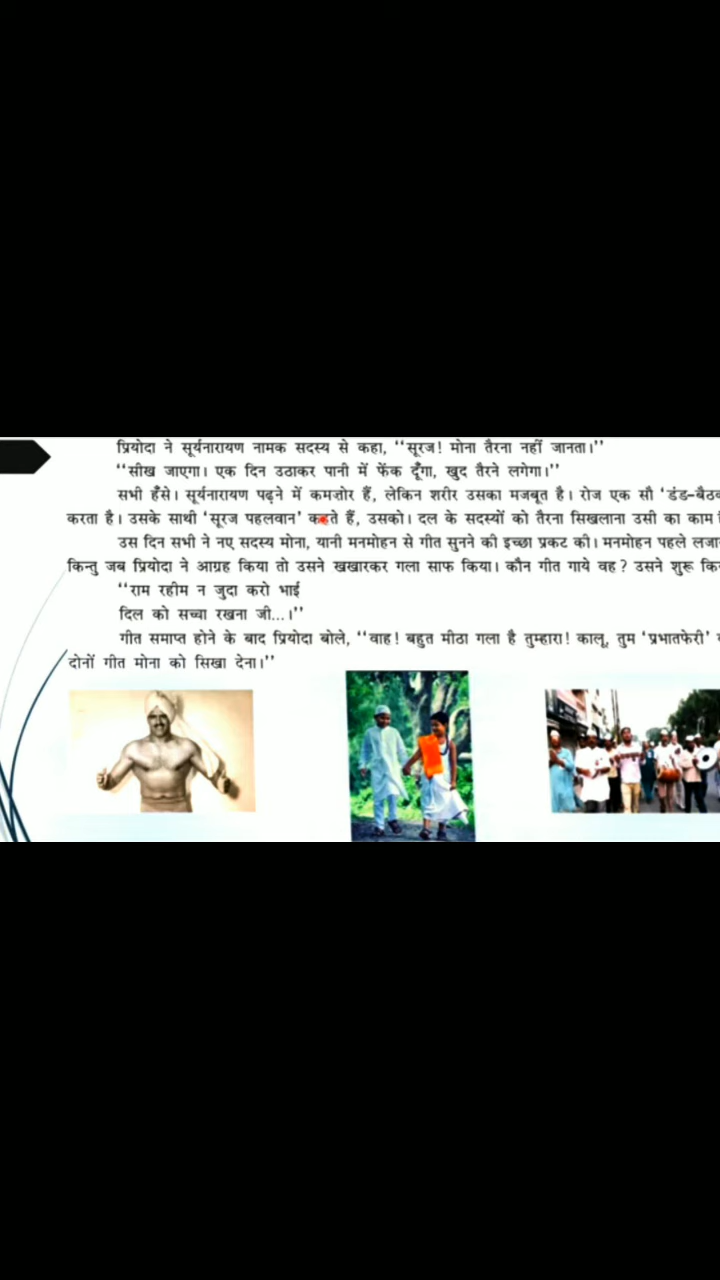 प्रियोदा ने सूर्यनारायण नामक सदस्य से कहा, ‘‘सूरज! मोना तैरना नहीं जानता।’’
‘‘सीख जाएगा। एक दिन उठाकर पानी में फेंक दूँगा, खुद तैरने लगेगा।’’
सभी हँसे। सूर्यनारायण पढ़ने में कमज़ोर हैं, लेकिन शरीर उसका मजबूत है। रोज एक सौ ‘डंड-बैठक
करता है। उसके साथी ‘सूरज पहलवान’ कहते हैं, उसको। दल के सदस्यों को तैरना सिखलाना उसी का काम
उस दिन सभी ने नए सदस्य मोना, यानी मनमोहन से गीत सुनने की इच्छा प्रकट की। मनमोहन पहले
किन्तु जब प्रियोदा ने आग्रह किया तो उसने खखारकर गला साफ किया। कौन गीत गाये वह? उसने शुरू
‘‘राम रहीम न जुदा करो भाई
दिल को सच्चा रखना जी...।’’
गीत समाप्त होने के बाद प्रियोदा बोले, ‘‘वाह! बहुत मीठा गला है तुम्हारा! कालू, तुम ‘प्रभातफेरी’
दोनों गीत मोना को सिखा देना।’’